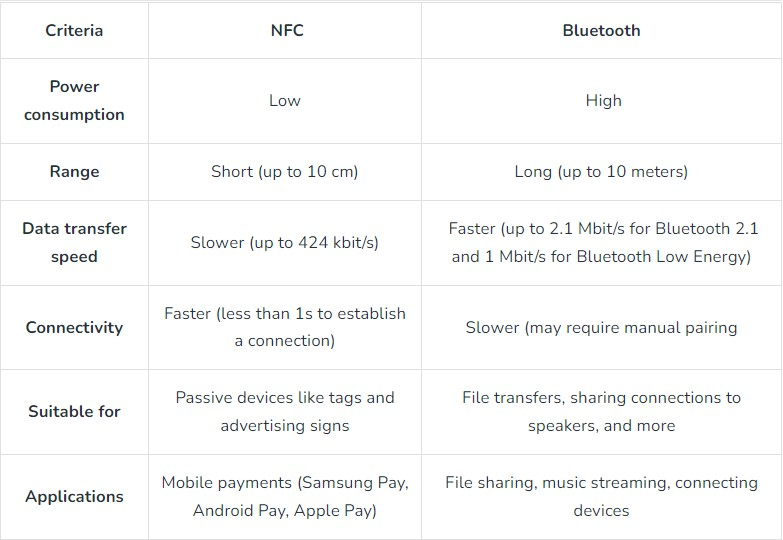 Criteria
NFC
Bluetooth
Power
consumption
Low
High
Range
Short (up to 10 cm)
Long (up to 10 meters)
Data transfer
speed
Slower (up to 424 kbit/s)
Faster (up to 2.1 Mbit/s for Bluetooth 2.1
and 1 Mbit/s for Bluetooth Low Energy)
Connectivity
Faster (less than 1s to establish
a connection)
Slower (may require manual pairing
Suitable for
Passive devices like tags and
advertising signs
File transfers, sharing connections to
speakers, and more
Applications
Mobile payments (Samsung Pay,
Android Pay, Apple Pay)
File sharing, music streaming, connecting
devices